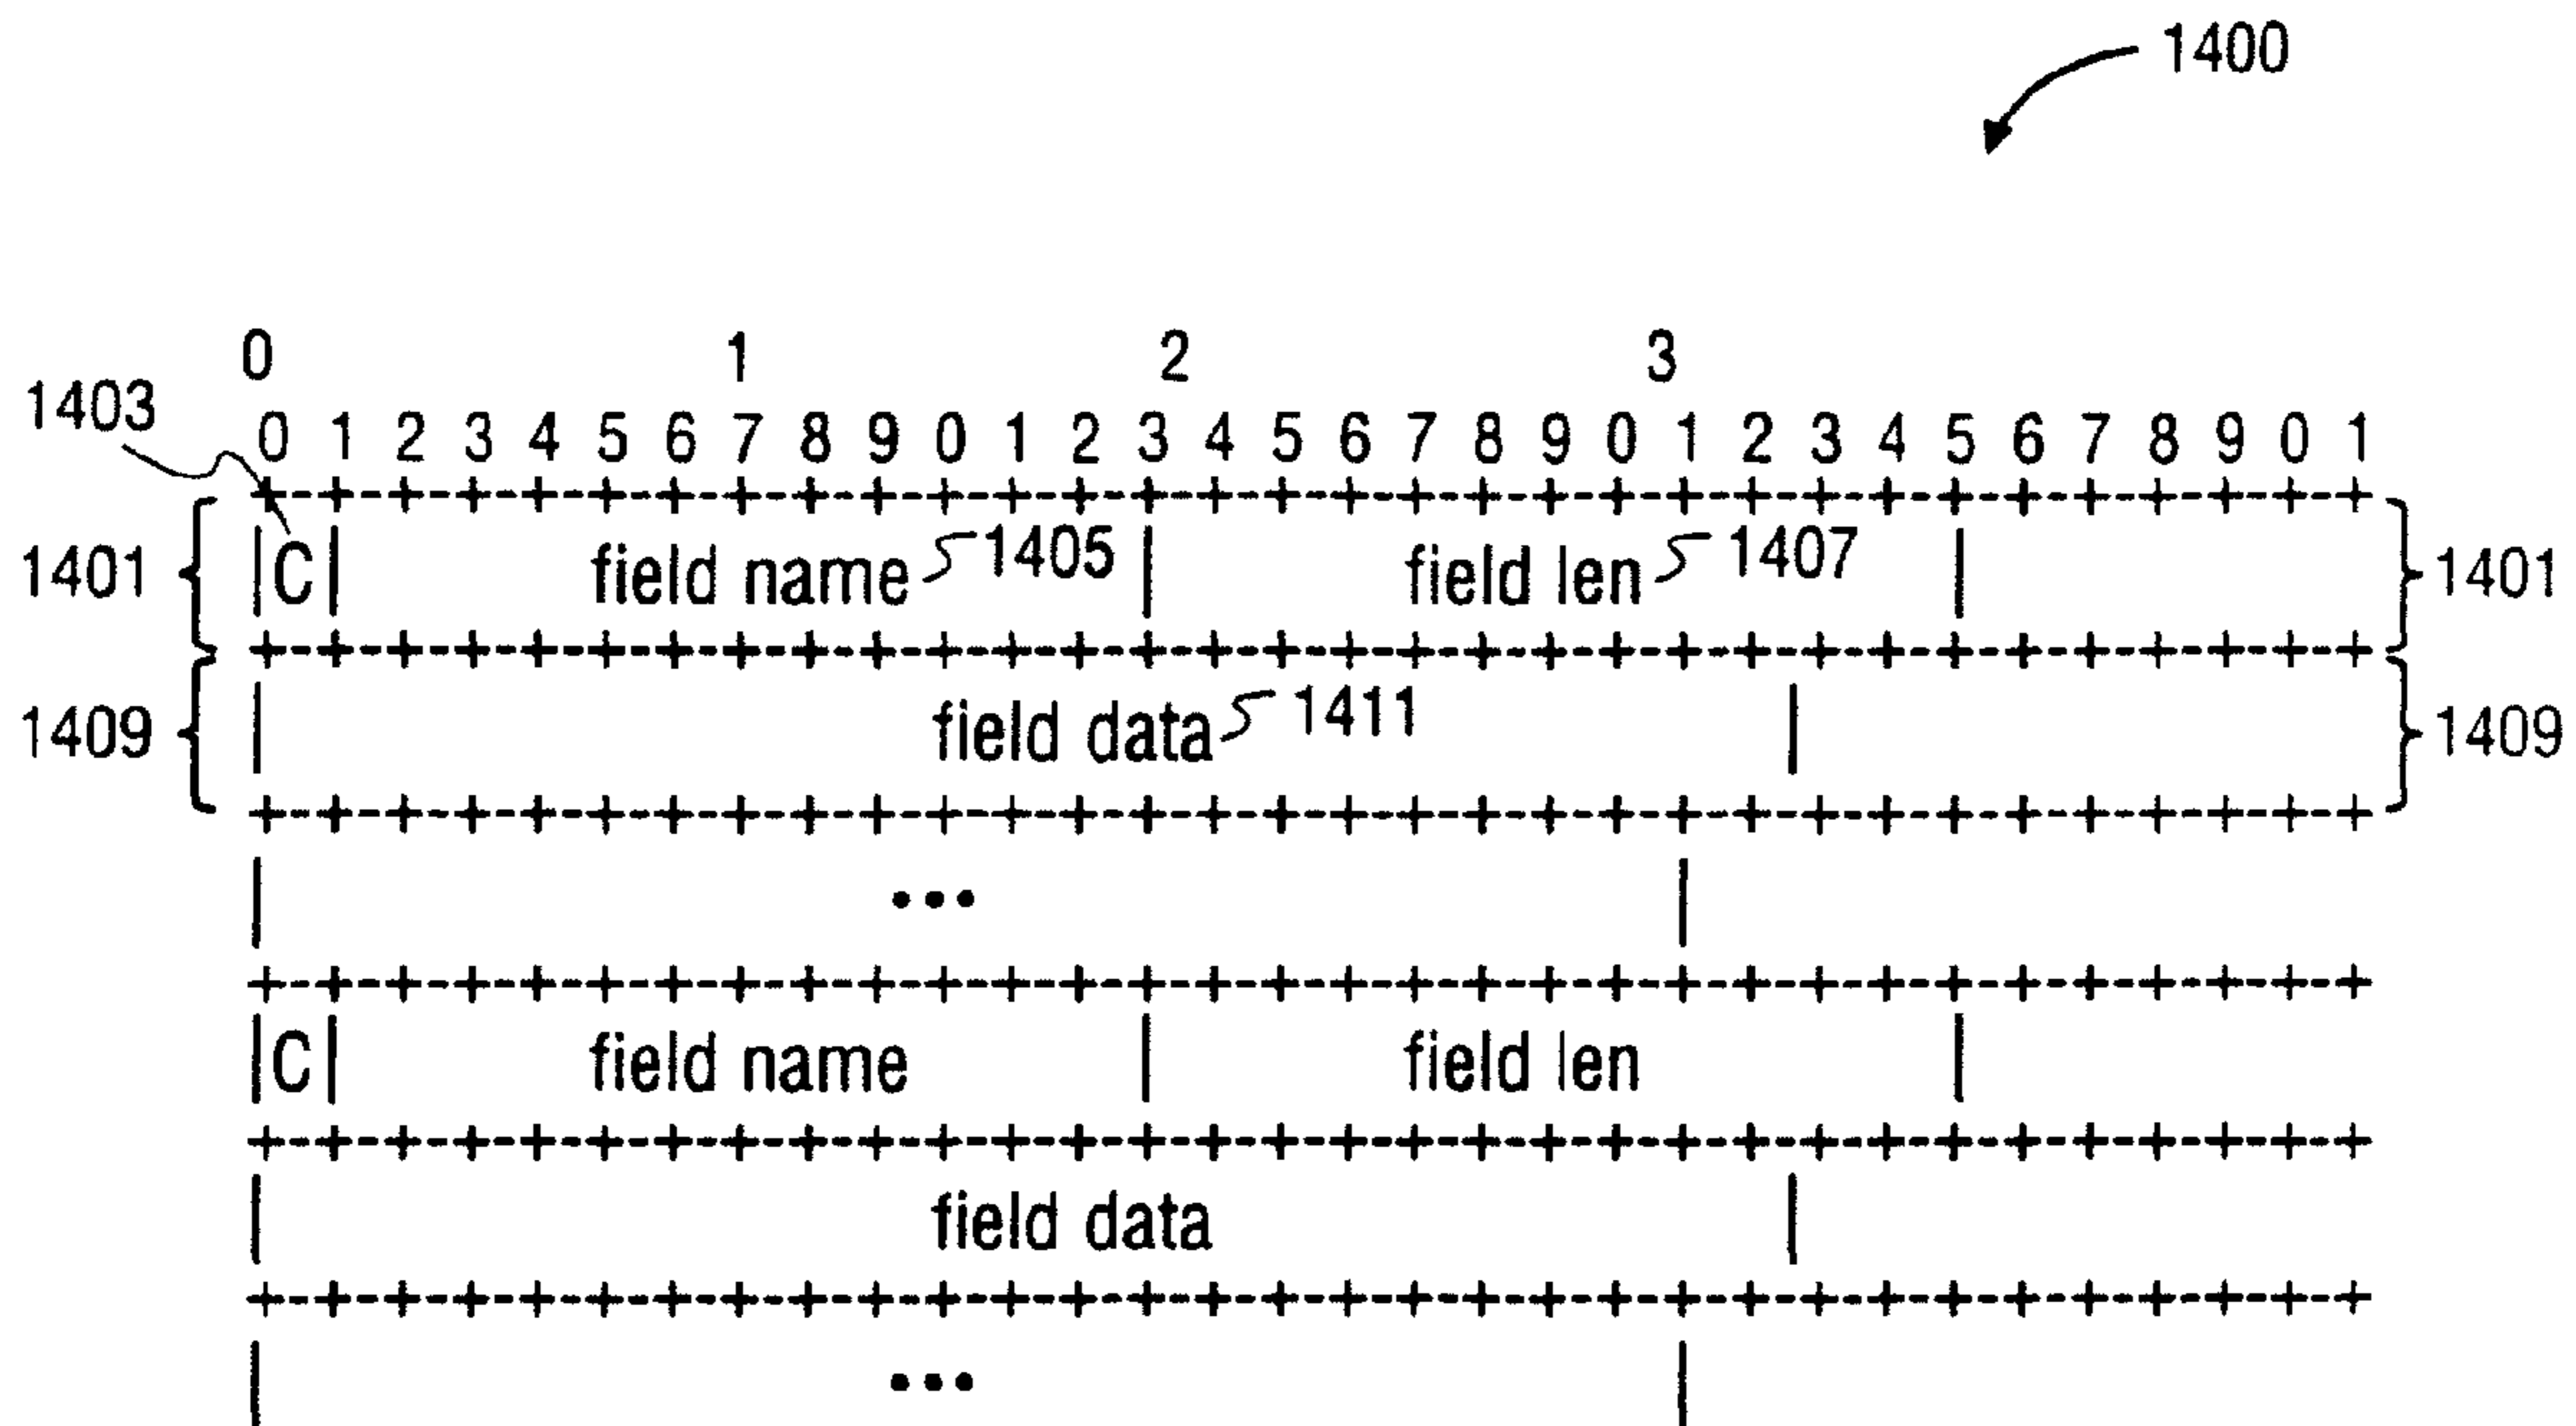 1400
0 1 2 3
1403
0 1 2 3 4 5 6 7 8 9 0 1 2 3 4 5 6 7 8 9 0 1 2 3 4 5 6 7 8 9 0 1
1401 |C| field name 1405 | field len 1407 | 1401
1409 | field data 1411 | 1409
| ... |
|C| field name | field len |
| field data |
| ... |